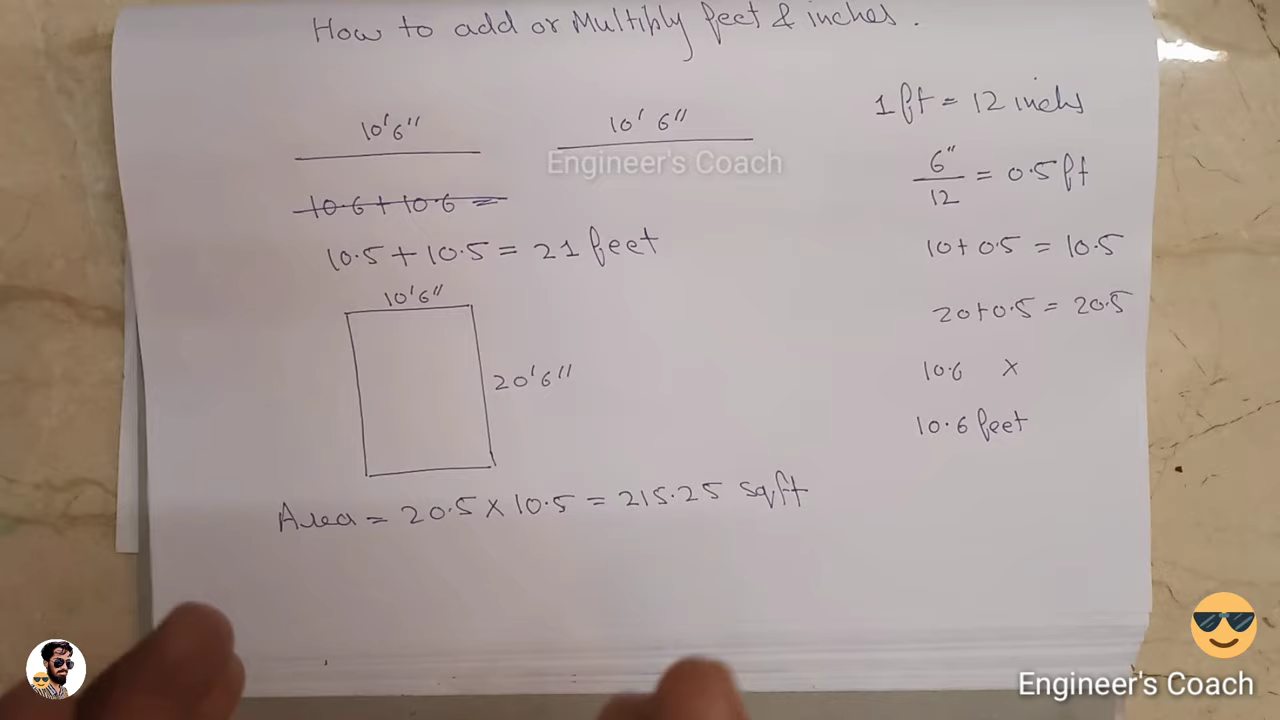 How to add or Multiply feet & inches.
10'6"
10' 6"
Engineer's Coach
10.6 + 10.6 =
10.5 + 10.5 = 21 feet
10'6"
20'6"
Area = 20.5 X 10.5 = 215.25 sqft
1 ft = 12 inchs
6"
12
= 0.5 ft
10 + 0.5 = 10.5
20 + 0.5 = 20.5
10.6 X
10.6 feet
Engineer's Coach